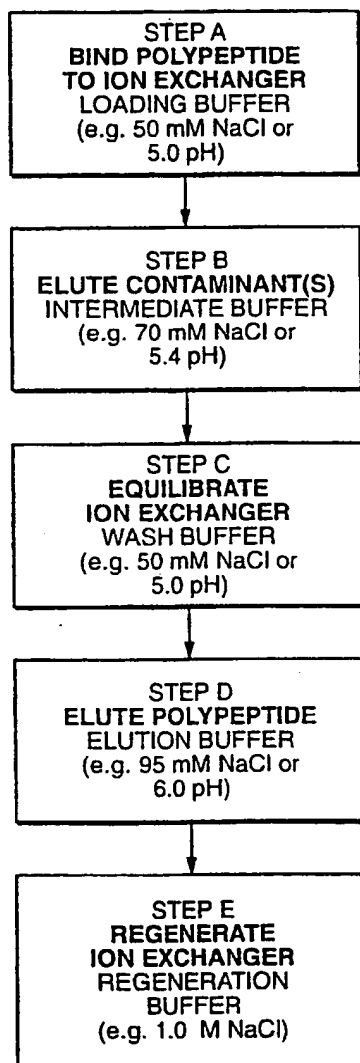 STEP A
BIND POLYPEPTIDE
TO ION EXCHANGER
LOADING BUFFER
(e.g. 50 mM NaCl or
5.0 pH)
STEP B
ELUTE CONTAMINANT(S)
INTERMEDIATE BUFFER
(e.g. 70 mM NaCl or
5.4 pH)
STEP C
EQUILIBRATE
ION EXCHANGER
WASH BUFFER
(e.g. 50 mM NaCl or
5.0 pH)
STEP D
ELUTE POLYPEPTIDE
ELUTION BUFFER
(e.g. 95 mM NaCl or
6.0 pH)
STEP E
REGENERATE
ION EXCHANGER
REGENERATION
BUFFER
(e.g. 1.0 M NaCl)